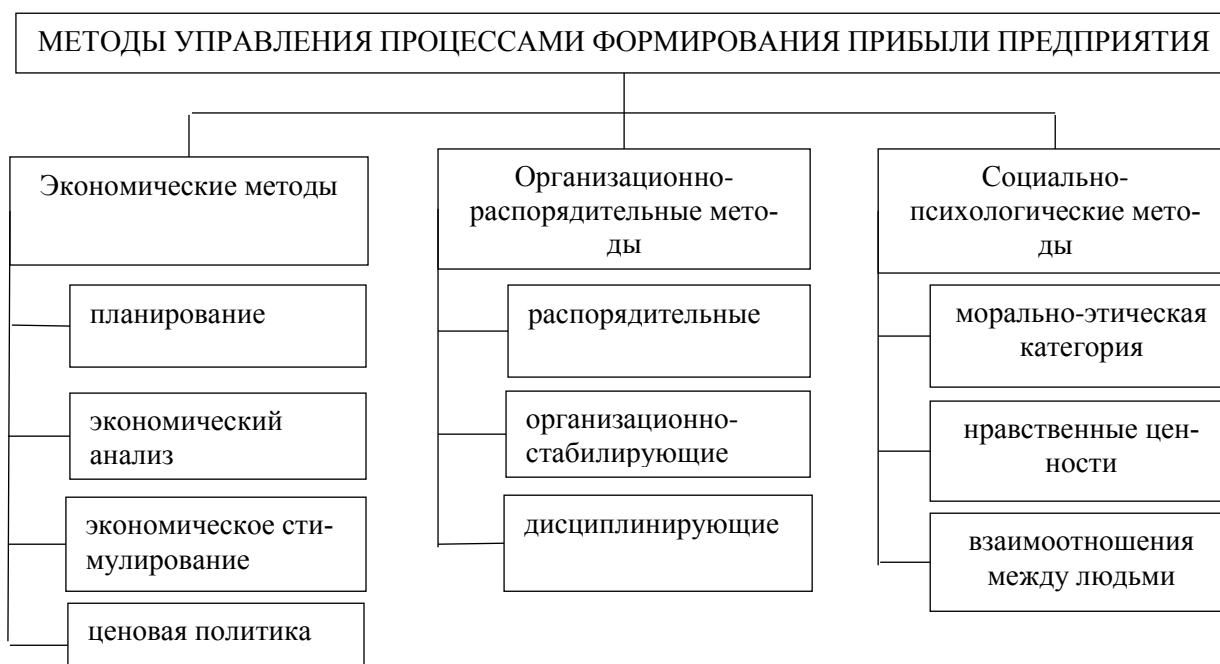 МЕТОДЫ УПРАВЛЕНИЯ ПРОЦЕССАМИ ФОРМИРОВАНИЯ ПРИБЫЛИ ПРЕДПРИЯТИЯ
Экономические методы
планирование
экономический
анализ
экономическое сти-
мулирование
ценовая политика
Организационно-
распорядительные мето-
ды
распорядительные
организационно-
стабилирующие
дисциплинирующие
Социально-
психологические мето-
ды
морально-этическая
категория
нравственные цен-
ности
взаимоотношения
между людьми